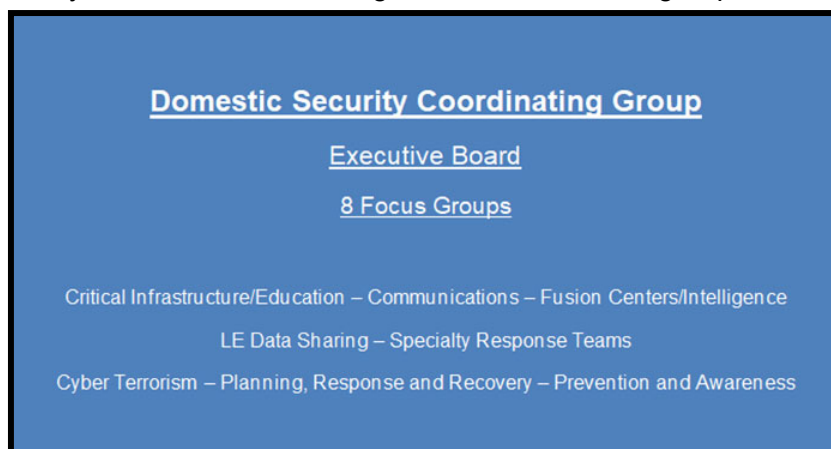 Domestic Security Coordinating Group
Executive Board
8 Focus Groups
Critical Infrastructure/Education – Communications – Fusion Centers/Intelligence
LE Data Sharing – Specialty Response Teams
Cyber Terrorism – Planning, Response and Recovery – Prevention and Awareness